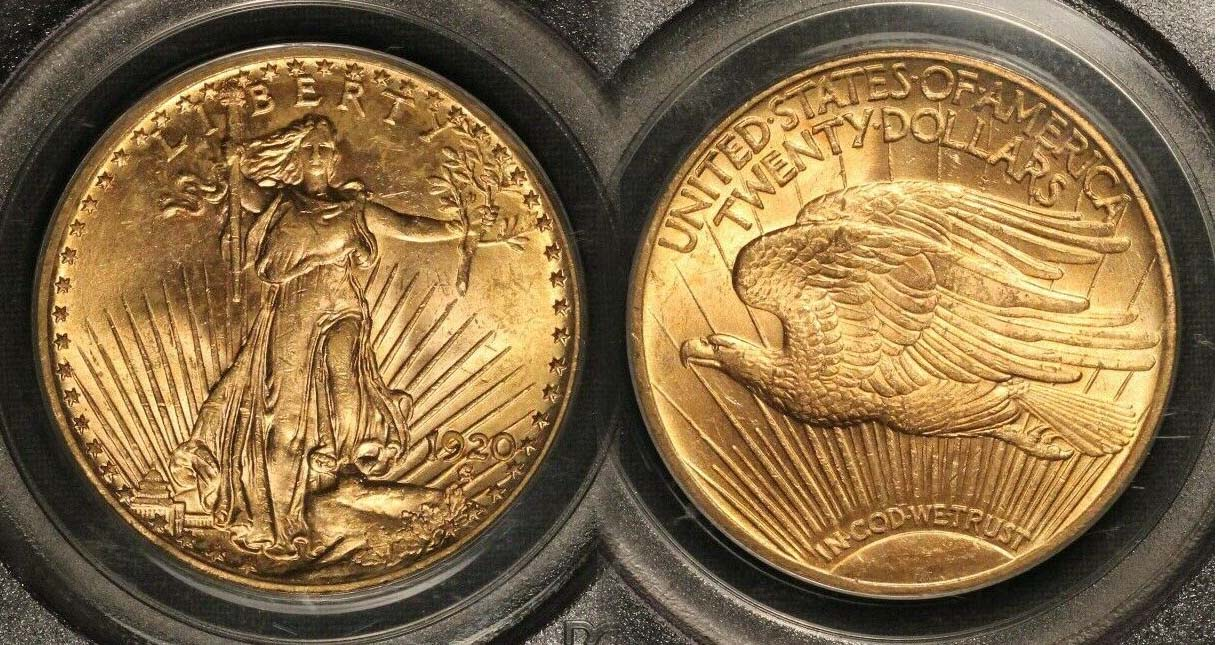 LIBERTY
1920
UNITED·STATES·OF·AMERICA
TWENTY·DOLLARS
IN·GOD·WE·TRUST